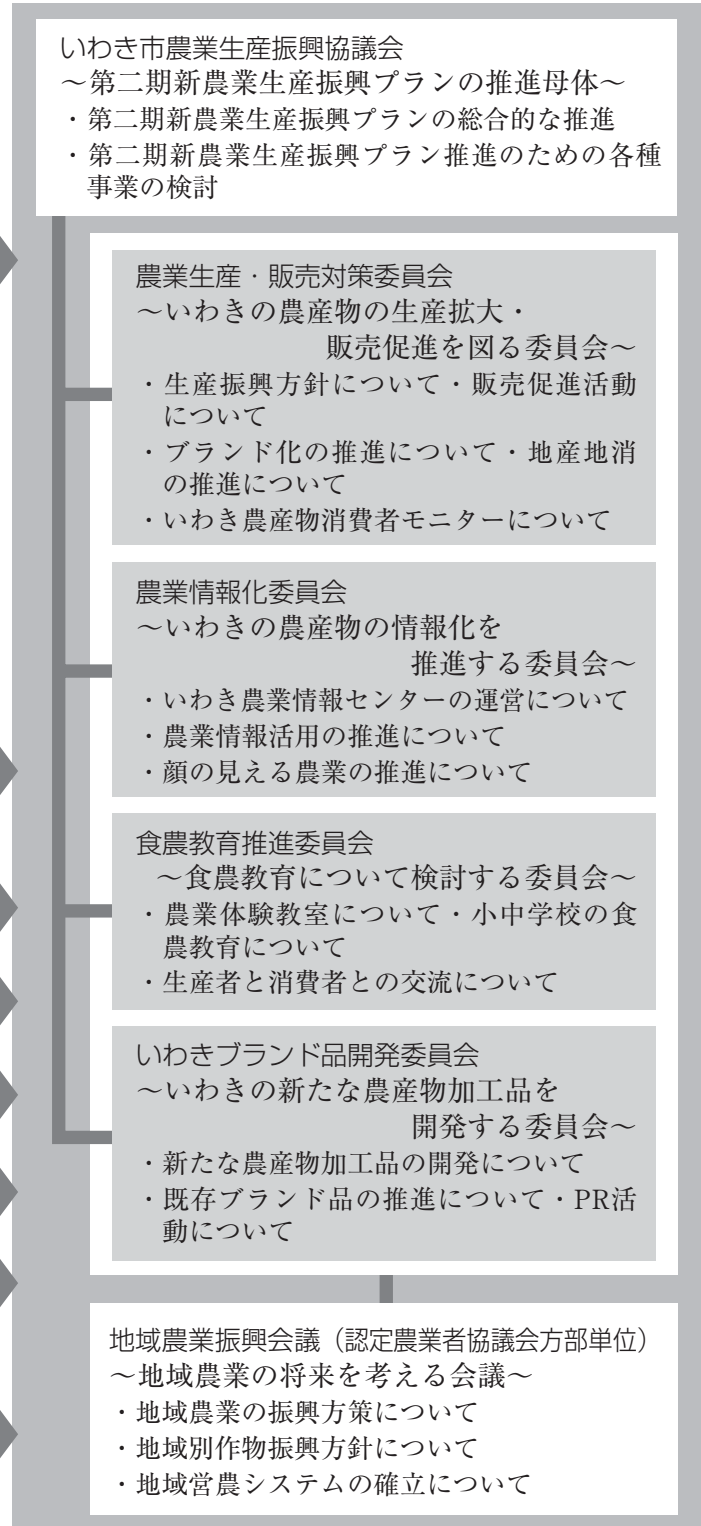 いわき市農業生産振興協議会
～第二期新農業生産振興プランの推進母体～
・第二期新農業生産振興プランの総合的な推進
・第二期新農業生産振興プラン推進のための各種
事業の検討
農業生産・販売対策委員会
～いわきの農産物の生産拡大・
販売促進を図る委員会～
・生産振興方針について・販売促進活動
について
・ブランド化の推進について・地産地消
の推進について
・いわき農産物消費者モニターについて
農業情報化委員会
～いわきの農産物の情報化を
推進する委員会～
・いわき農業情報センターの運営について
・農業情報活用の推進について
・顔の見える農業の推進について
食農教育推進委員会
～食農教育について検討する委員会～
・農業体験教室について・小中学校の食
農教育について
・生産者と消費者との交流について
いわきブランド品開発委員会
～いわきの新たな農産物加工品を
開発する委員会～
・新たな農産物加工品の開発について
・既存ブランド品の推進について・PR活
動について
地域農業振興会議（認定農業者協議会方部単位）
～地域農業の将来を考える会議～
・地域農業の振興方策について
・地域別作物振興方針について
・地域営農システムの確立について